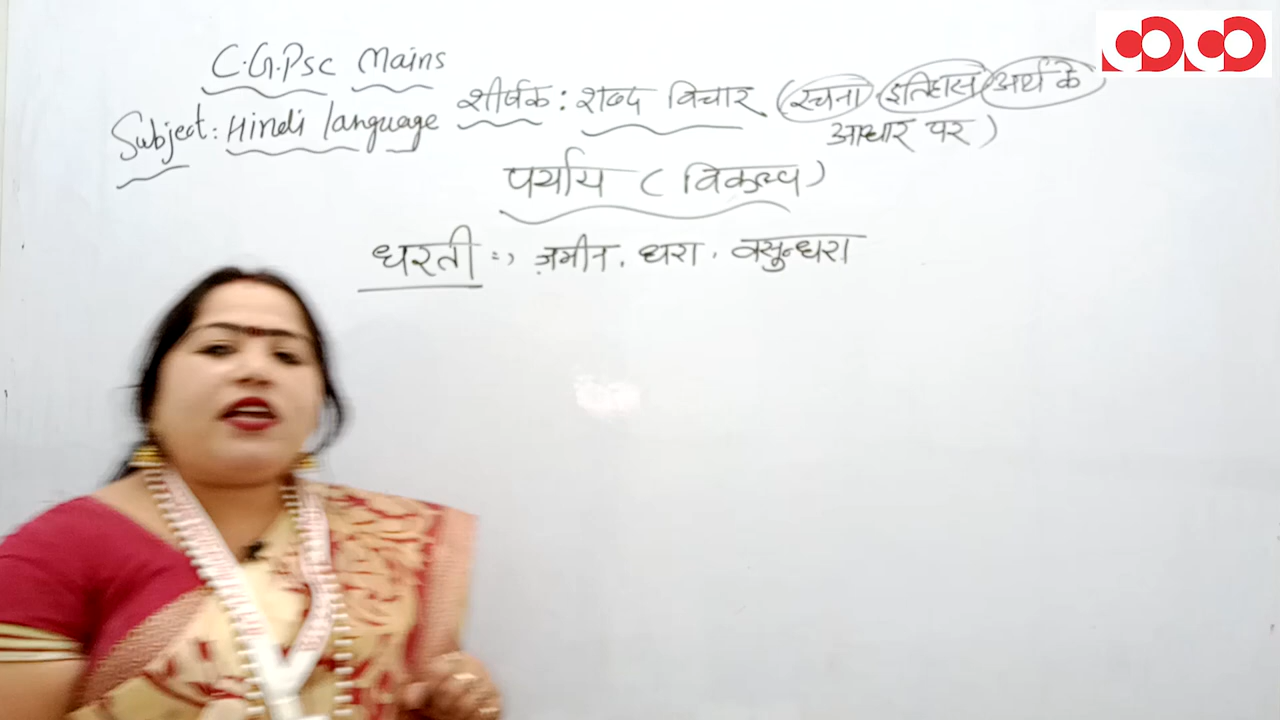 C.G.Psc Mains
Subject: Hindi language शीर्षक : शब्द विचार (रचना इतिहास अर्थ के
आधार पर)
पर्याय ( विकल्प)
धरती :-, ज़मीन, धरा, वसुन्धरा